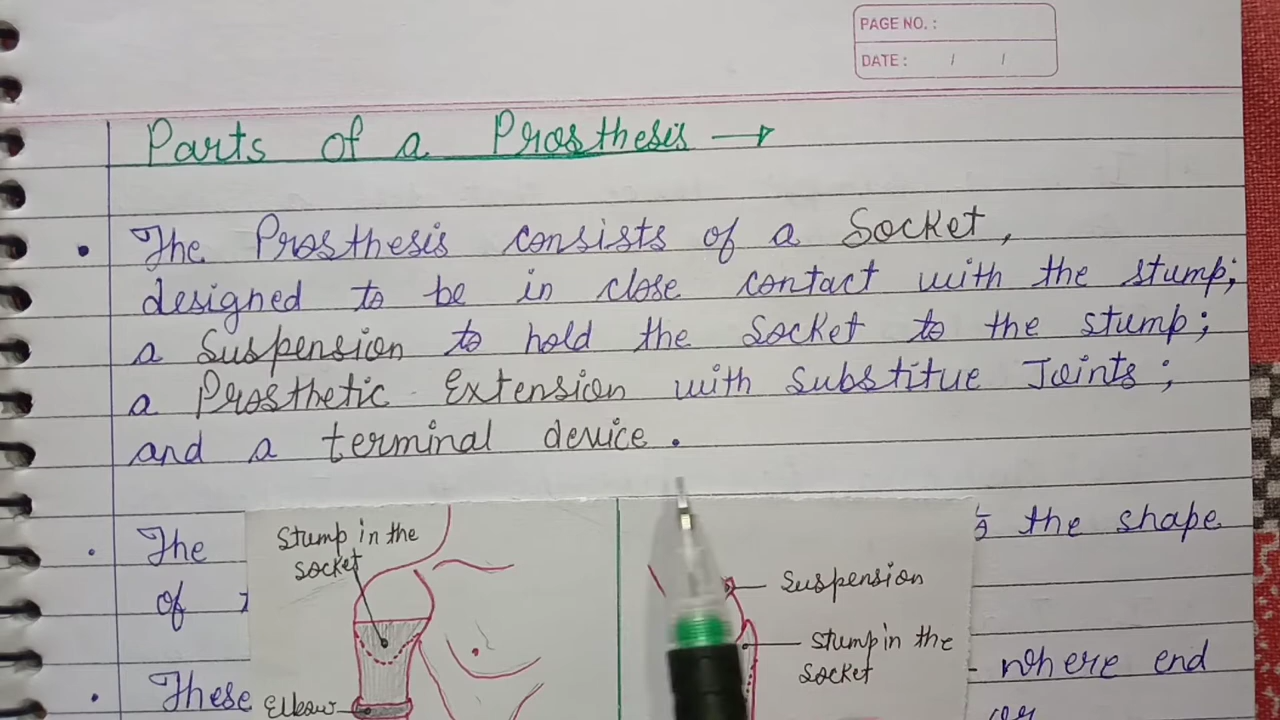 PAGE NO. :
DATE : / /
Parts of a Prosthesis →
• The Prosthesis consists of a Socket,
designed to be in close contact with the stump;
a Suspension to hold the Socket to the stump;
a Prosthetic Extension with substitue Joints;
and a terminal device.
• The the shape
of
• These where end
Stump in the
socket
Elbow
Suspension
Stump in the
Socket